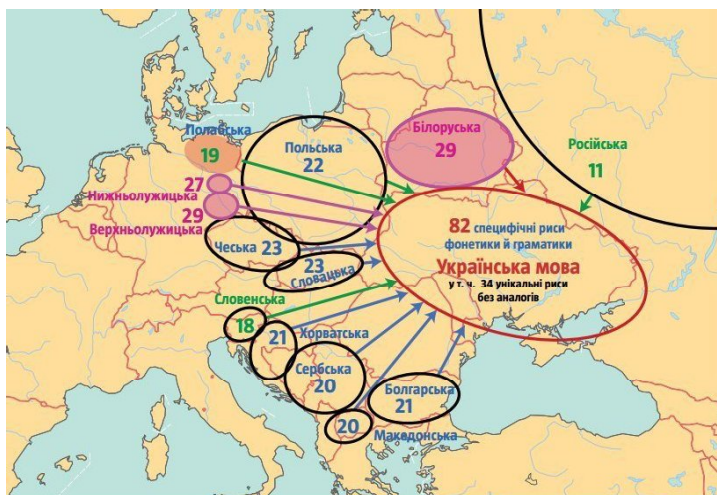 Полабська
19
Польська
22
Білоруська
29
Російська
11
27
Нижньолужицька
29
Верхньолужицька
Чеська 23
23
Словацька
82 специфічні риси
фонетики й граматики
Українська мова
у т. ч. 34 унікальні риси
без аналогів
Словенська
18
21
Хорватська
Сербська
20
Болгарська
21
20
Македонська